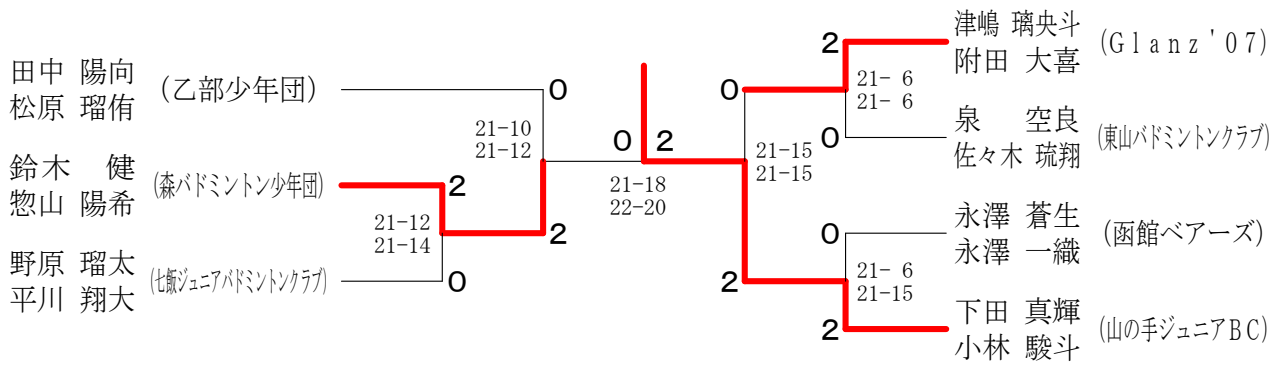 田中 陽向
松原 瑠侑
(乙部少年団)
鈴木 健
惣山 陽希
(森バドミントン少年団)
野原 瑠太
平川 翔大
(七飯ジュニアバドミントンクラブ)
0
21-10
21-12
2
2
21-12
21-14
0
0
2
21-18
22-20
津嶋 璃央斗
附田 大喜
(Glanz'07)
泉 空良
佐々木 琉翔
(東山バドミントンクラブ)
永澤 蒼生
永澤 一織
(函館ベアーズ)
下田 真輝
小林 駿斗
(山の手ジュニアBC)
2
21- 6
21- 6
0
0
21-15
21-15
2
0
21- 6
21-15
2